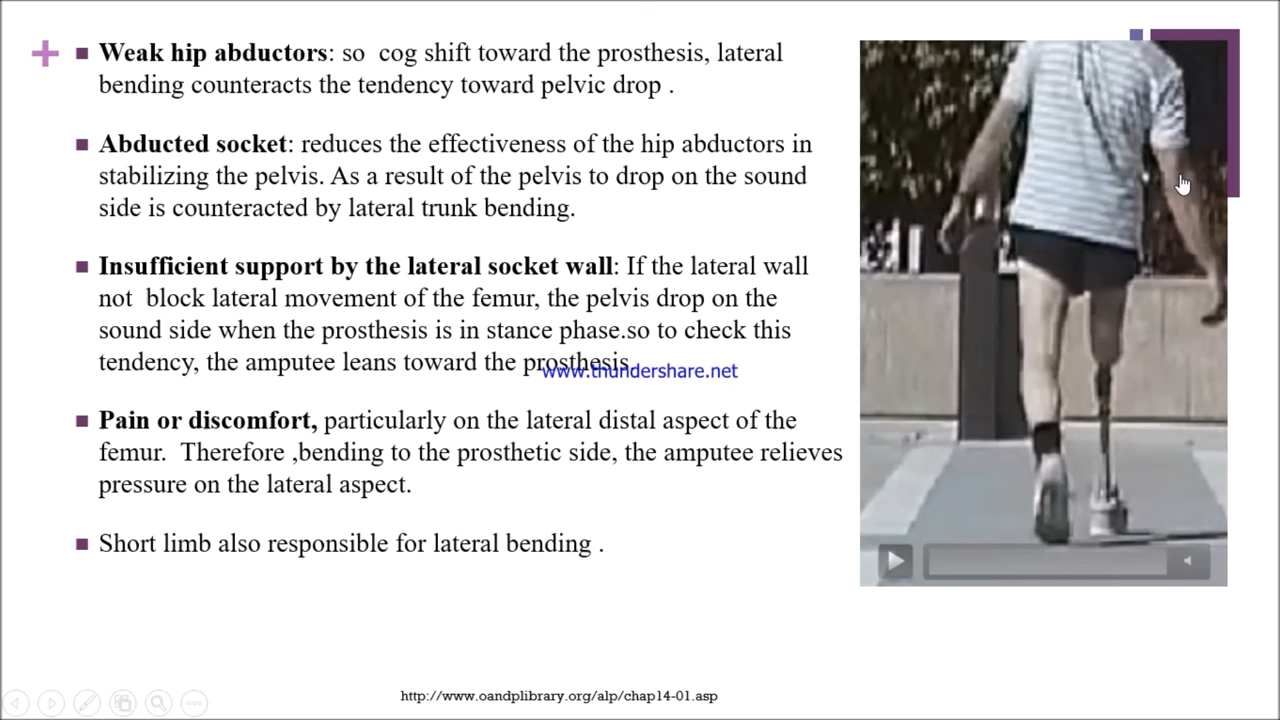 Weak hip abductors: so cog shift toward the prosthesis, lateral
bending counteracts the tendency toward pelvic drop .
Abducted socket: reduces the effectiveness of the hip abductors in
stabilizing the pelvis. As a result of the pelvis to drop on the sound
side is counteracted by lateral trunk bending.
Insufficient support by the lateral socket wall: If the lateral wall
not block lateral movement of the femur, the pelvis drop on the
sound side when the prosthesis is in stance phase.so to check this
tendency, the amputee leans toward the prosthesis.
www.thundershare.net
Pain or discomfort, particularly on the lateral distal aspect of the
femur. Therefore ,bending to the prosthetic side, the amputee relieves
pressure on the lateral aspect.
Short limb also responsible for lateral bending .
http://www.oandplibrary.org/alp/chap14-01.asp